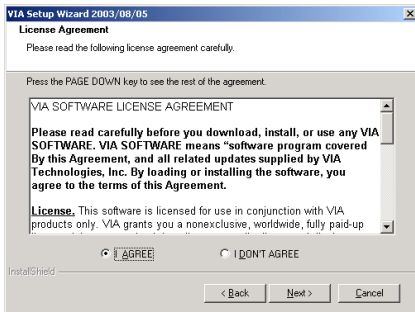 VIA Setup Wizard 2003/08/05
License Agreement
Please read the following license agreement carefully.
Press the PAGE DOWN key to see the rest of the agreement.
VIA SOFTWARE LICENSE AGREEMENT
Please read carefully before you download, install, or use any VIA
SOFTWARE. VIA SOFTWARE means “software program covered
By this Agreement, and all related updates supplied by VIA
Technologies, Inc. By loading or installing the software, you
agree to the terms of this Agreement.
License. This software is licensed for use in conjunction with VIA
products only. VIA grants you a nonexclusive, worldwide, fully paid-up
I AGREE
I DON'T AGREE
InstallShield
< Back
Next >
Cancel